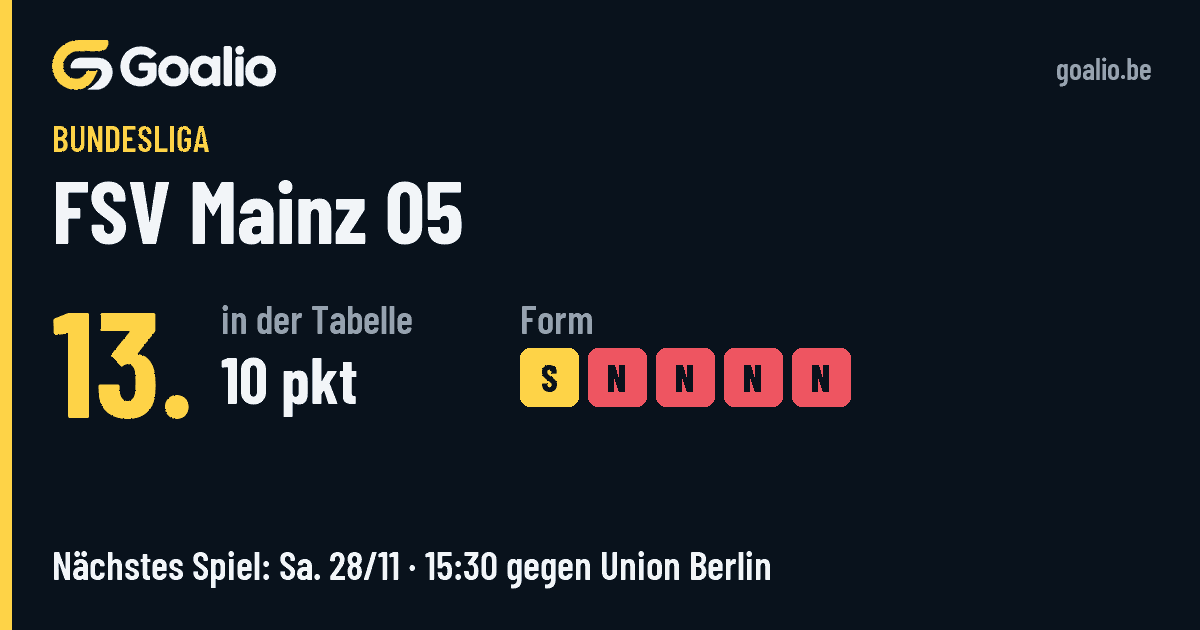 Goalio
goalio.be
BUNDESLIGA
FSV Mainz 05
13.
in der Tabelle
10 pkt
Form
S N N N N
Nächstes Spiel: Sa. 28/11 · 15:30 gegen Union Berlin